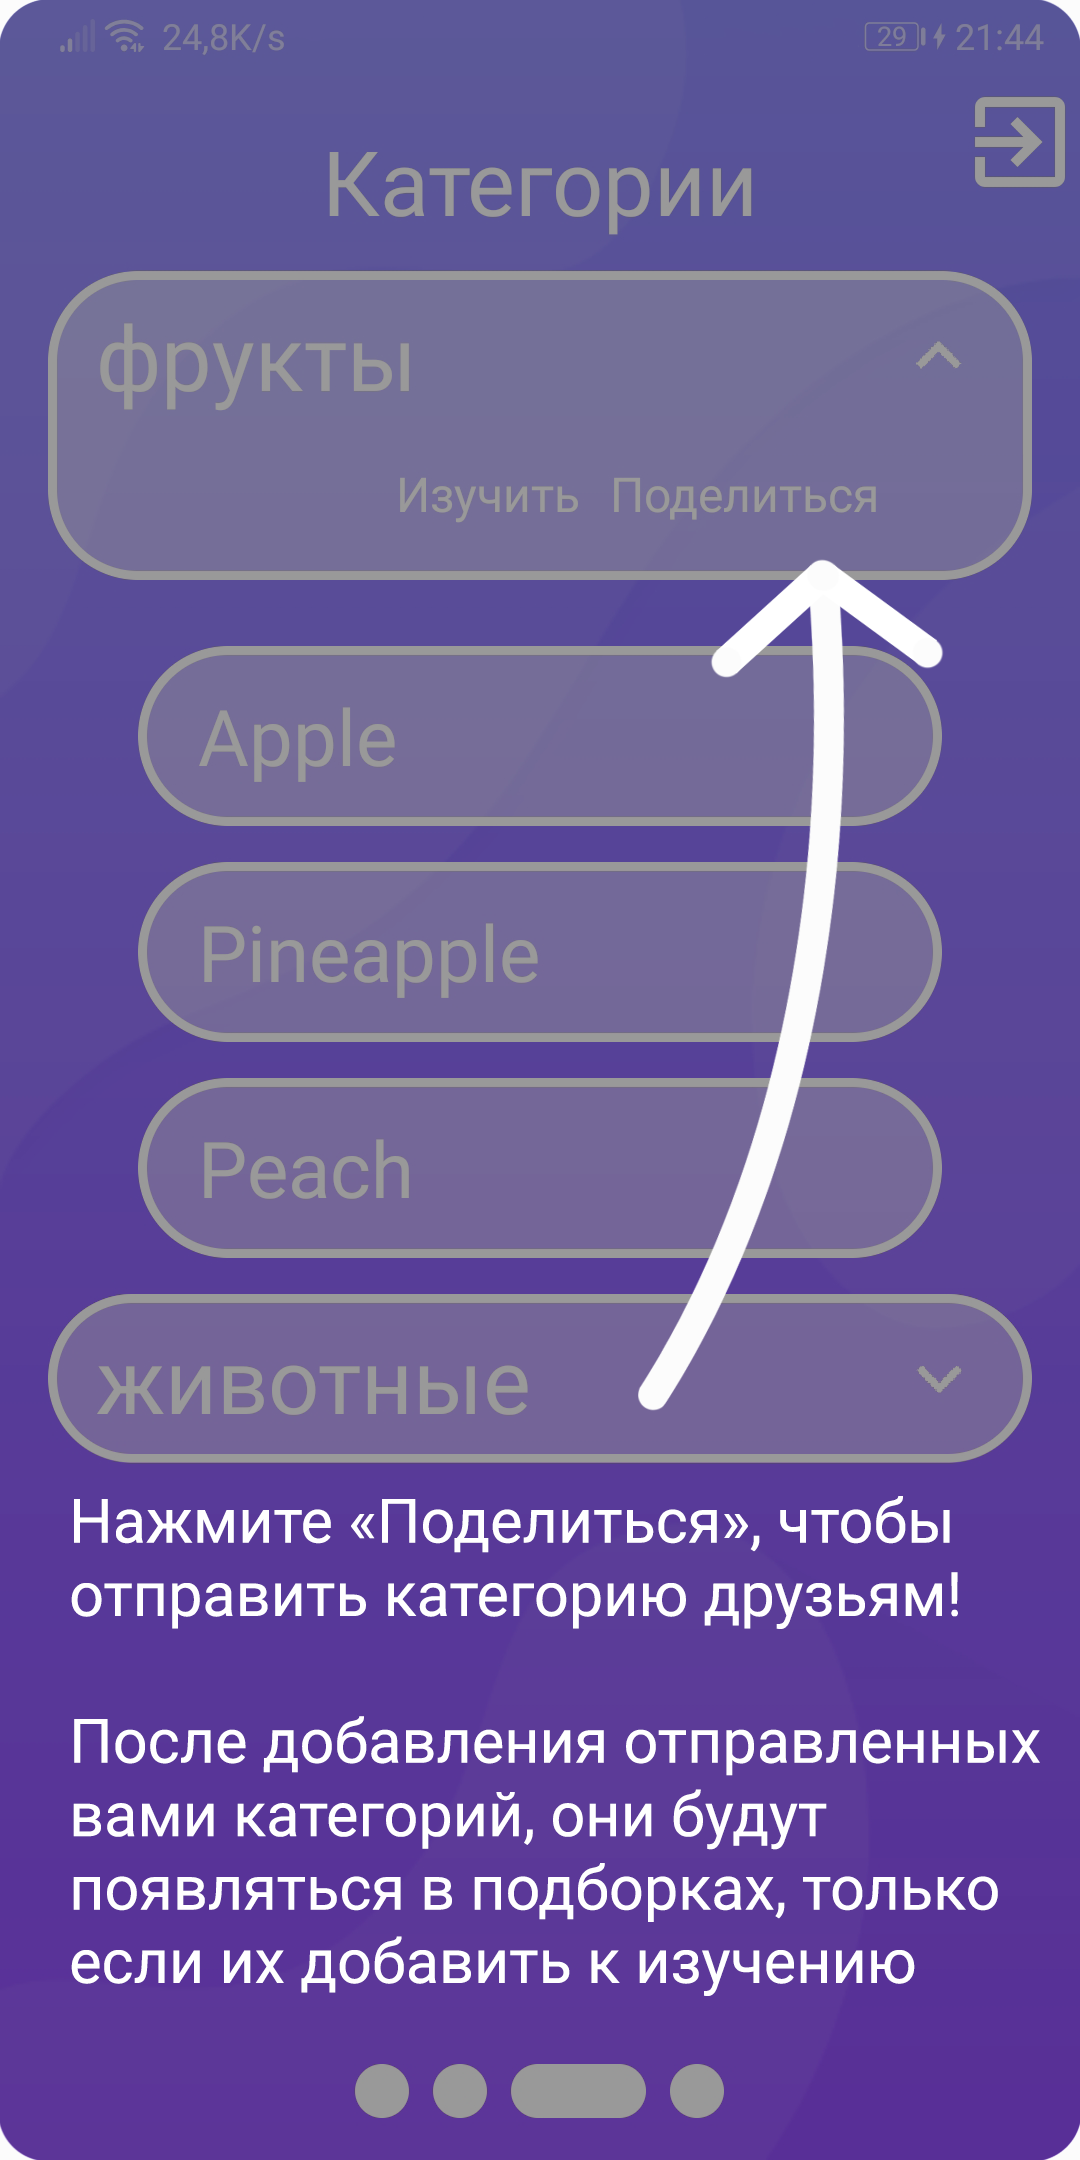 24,8K/s 29 21:44
Категории
фрукты
Изучить Поделиться
Apple
Pineapple
Peach
животные
Нажмите «Поделиться», чтобы
отправить категорию друзьям!
После добавления отправленных
вами категорий, они будут
появляться в подборках, только
если их добавить к изучению